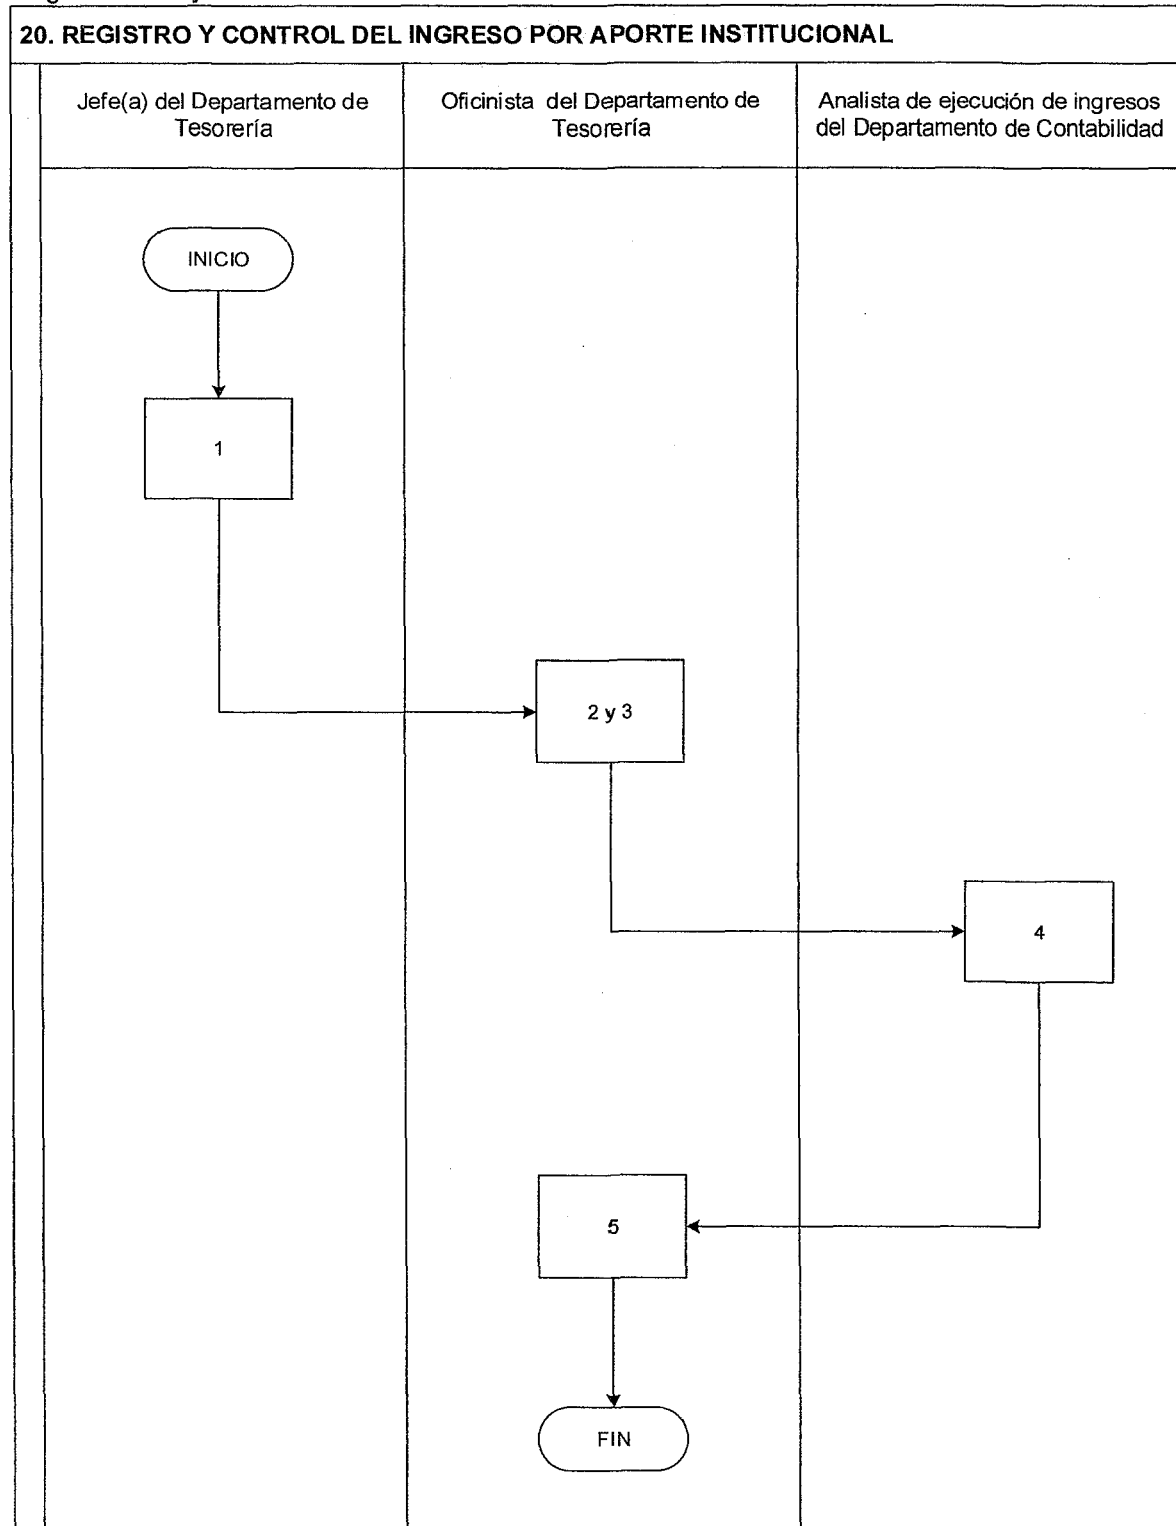 20. REGISTRO Y CONTROL DEL INGRESO POR APORTE INSTITUCIONAL
Jefe(a) del Departamento de
Tesorería
Oficinista del Departamento de
Tesorería
Analista de ejecución de ingresos
del Departamento de Contabilidad
INICIO
1
2 y 3
4
5
FIN